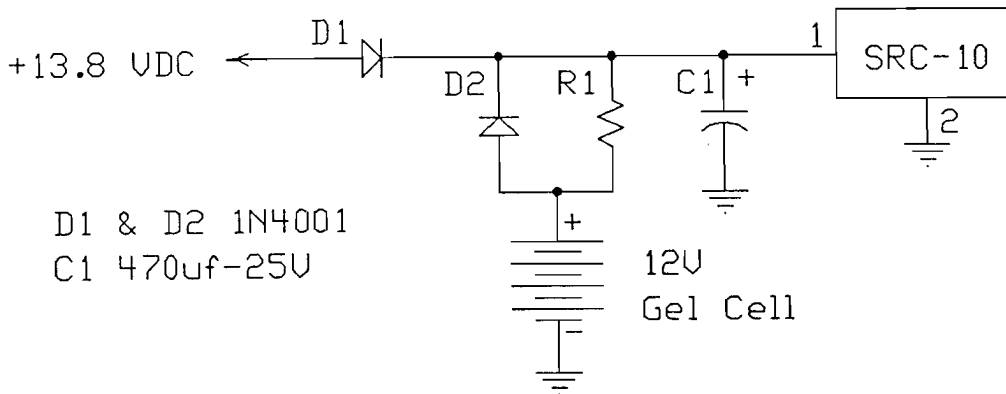 D1
+13.8 VDC
D2
R1
C1
+
1
SRC-10
2
D1 & D2 1N4001
C1 470uf-25V
+
12V
Gel Cell
-